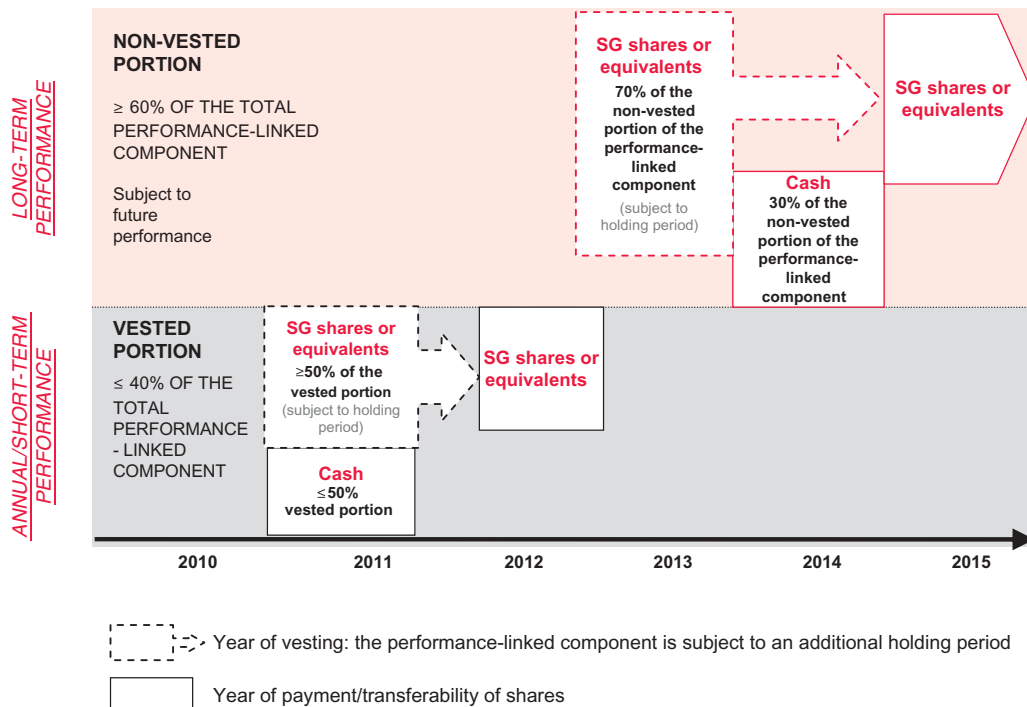 LONG-TERM
PERFORMANCE
NON-VESTED
PORTION
≥ 60% OF THE TOTAL
PERFORMANCE-LINKED
COMPONENT
Subject to
future
performance
SG shares or
equivalents
70% of the
non-vested
portion of the
performance-
linked
component
(subject to
holding period)
Cash
30% of the
non-vested
portion of the
performance-
linked
component
SG shares or
equivalents
ANNUAL/SHORT-TERM
PERFORMANCE
VESTED
PORTION
≤ 40% OF THE
TOTAL
PERFORMANCE
- LINKED
COMPONENT
SG shares or
equivalents
≥50% of the
vested portion
(subject to holding
period)
Cash
≤50%
vested portion
SG shares or
equivalents
2010 2011 2012 2013 2014 2015
Year of vesting: the performance-linked component is subject to an additional holding period
Year of payment/transferability of shares